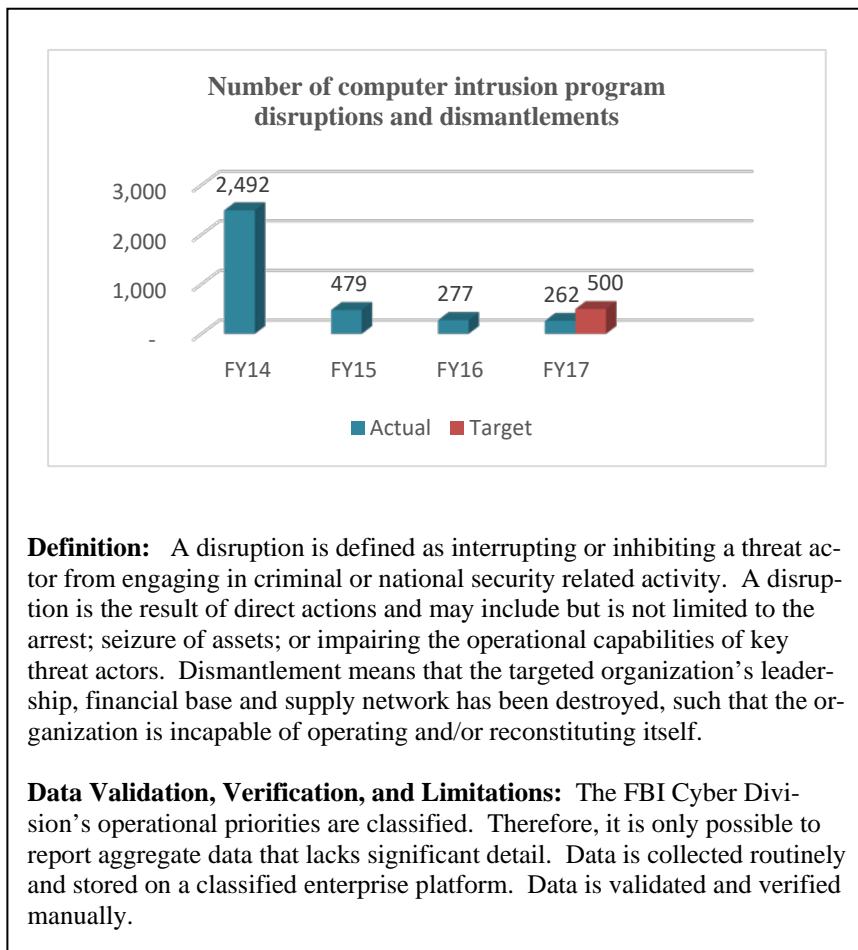 Number of computer intrusion program
disruptions and dismantlements
3,000
2,000
1,000
-
2,492
479
277
262
500
FY14
FY15
FY16
FY17
Actual
Target
Definition: A disruption is defined as interrupting or inhibiting a threat ac-
tor from engaging in criminal or national security related activity. A disrup-
tion is the result of direct actions and may include but is not limited to the
arrest; seizure of assets; or impairing the operational capabilities of key
threat actors. Dismantlement means that the targeted organization's leader-
ship, financial base and supply network has been destroyed, such that the or-
ganization is incapable of operating and/or reconstituting itself.
Data Validation, Verification, and Limitations: The FBI Cyber Divi-
sion's operational priorities are classified. Therefore, it is only possible to
report aggregate data that lacks significant detail. Data is collected routinely
and stored on a classified enterprise platform. Data is validated and verified
manually.